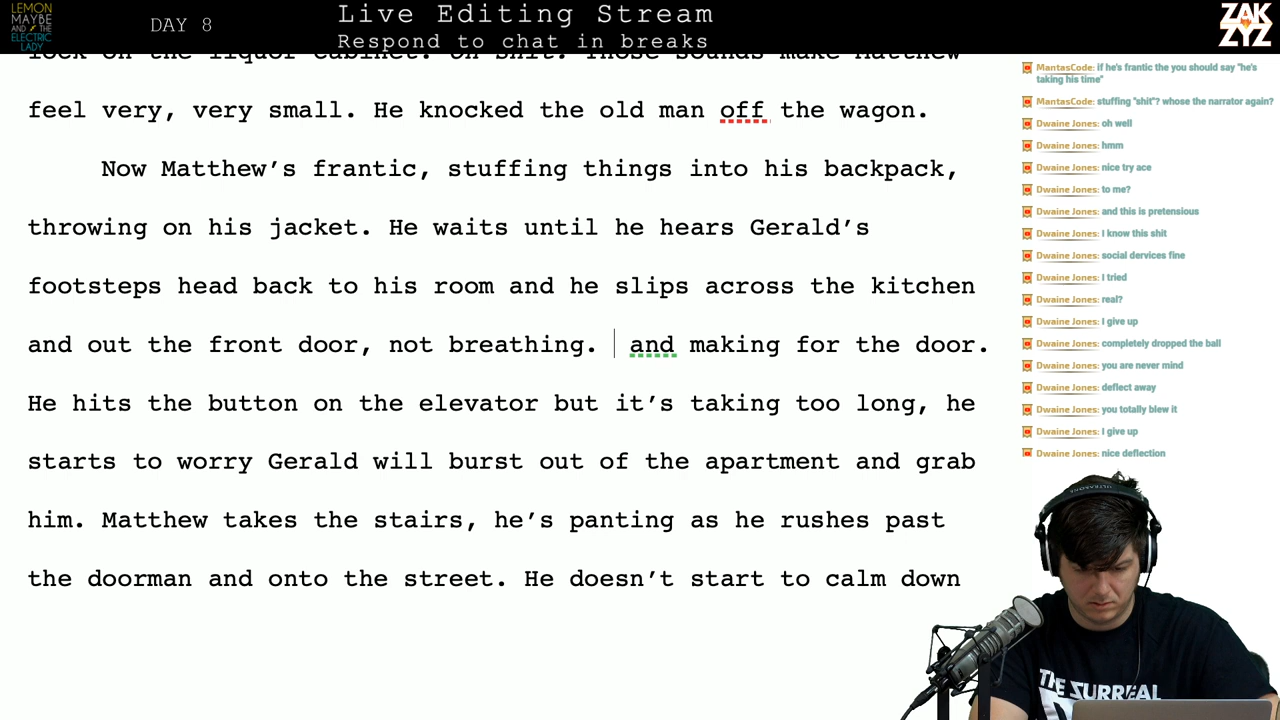 LEMON
MAYBE
AND THE
ELECTRIC
LADY
DAY 8
Live Editing Stream
Respond to chat in breaks
ZAK
ZYZ
feel very, very small. He knocked the old man off the wagon.
Now Matthew’s frantic, stuffing things into his backpack,
throwing on his jacket. He waits until he hears Gerald’s
footsteps head back to his room and he slips across the kitchen
and out the front door, not breathing. and making for the door.
He hits the button on the elevator but it’s taking too long, he
starts to worry Gerald will burst out of the apartment and grab
him. Matthew takes the stairs, he’s panting as he rushes past
the doorman and onto the street. He doesn’t start to calm down
MantasCode: if he's frantic the you should say "he's
taking his time"
MantasCode: stuffing "shit"? whose the narrator again?
Dwaine Jones: oh well
Dwaine Jones: hmm
Dwaine Jones: nice try ace
Dwaine Jones: to me?
Dwaine Jones: and this is pretensious
Dwaine Jones: I know this shit
Dwaine Jones: social dervices fine
Dwaine Jones: I tried
Dwaine Jones: real?
Dwaine Jones: I give up
Dwaine Jones: completely dropped the ball
Dwaine Jones: you are never mind
Dwaine Jones: deflect away
Dwaine Jones: you totally blew it
Dwaine Jones: I give up
Dwaine Jones: nice deflection
ULTRASONE
THE SURREAL